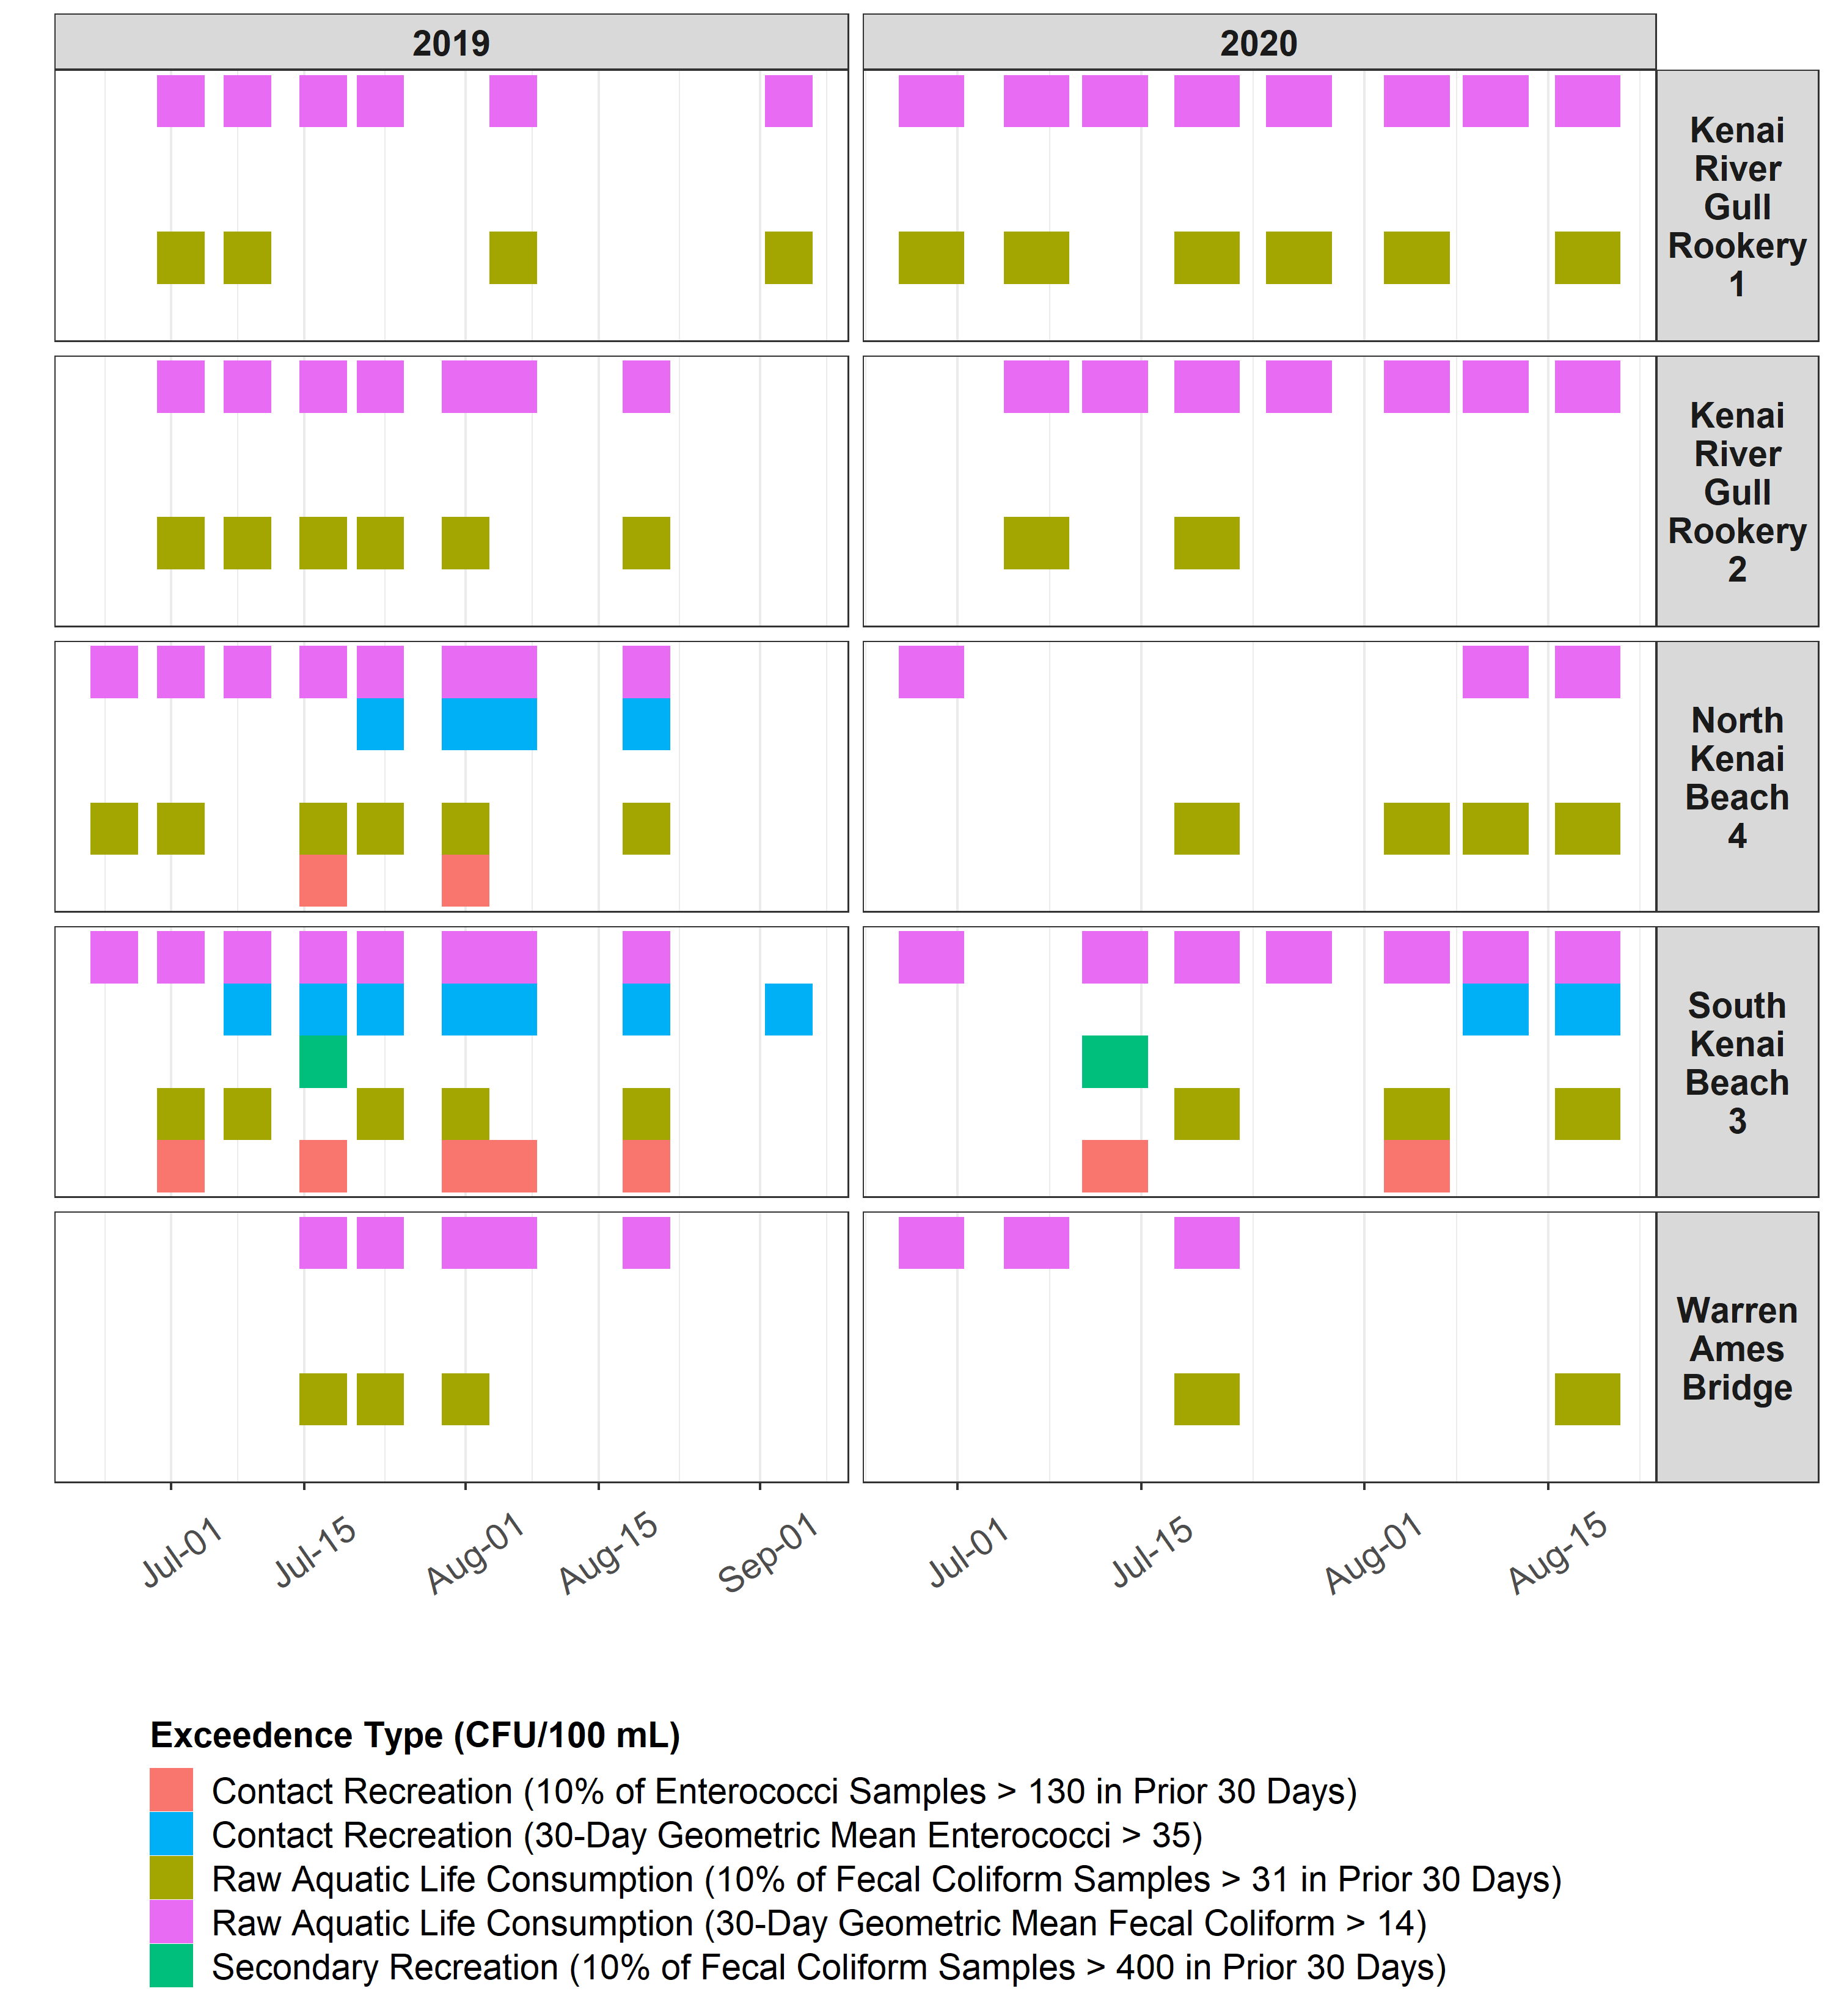 2019
2020
Kenai
River
Gull
Rookery
1
Kenai
River
Gull
Rookery
2
North
Kenai
Beach
4
South
Kenai
Beach
3
Warren
Ames
Bridge
Jul-01
Jul-15
Aug-01
Aug-15
Sep-01
Jul-01
Jul-15
Aug-01
Aug-15
Exceedence Type (CFU/100 mL)
Contact Recreation (10% of Enterococci Samples > 130 in Prior 30 Days)
Contact Recreation (30-Day Geometric Mean Enterococci > 35)
Raw Aquatic Life Consumption (10% of Fecal Coliform Samples > 31 in Prior 30 Days)
Raw Aquatic Life Consumption (30-Day Geometric Mean Fecal Coliform > 14)
Secondary Recreation (10% of Fecal Coliform Samples > 400 in Prior 30 Days)